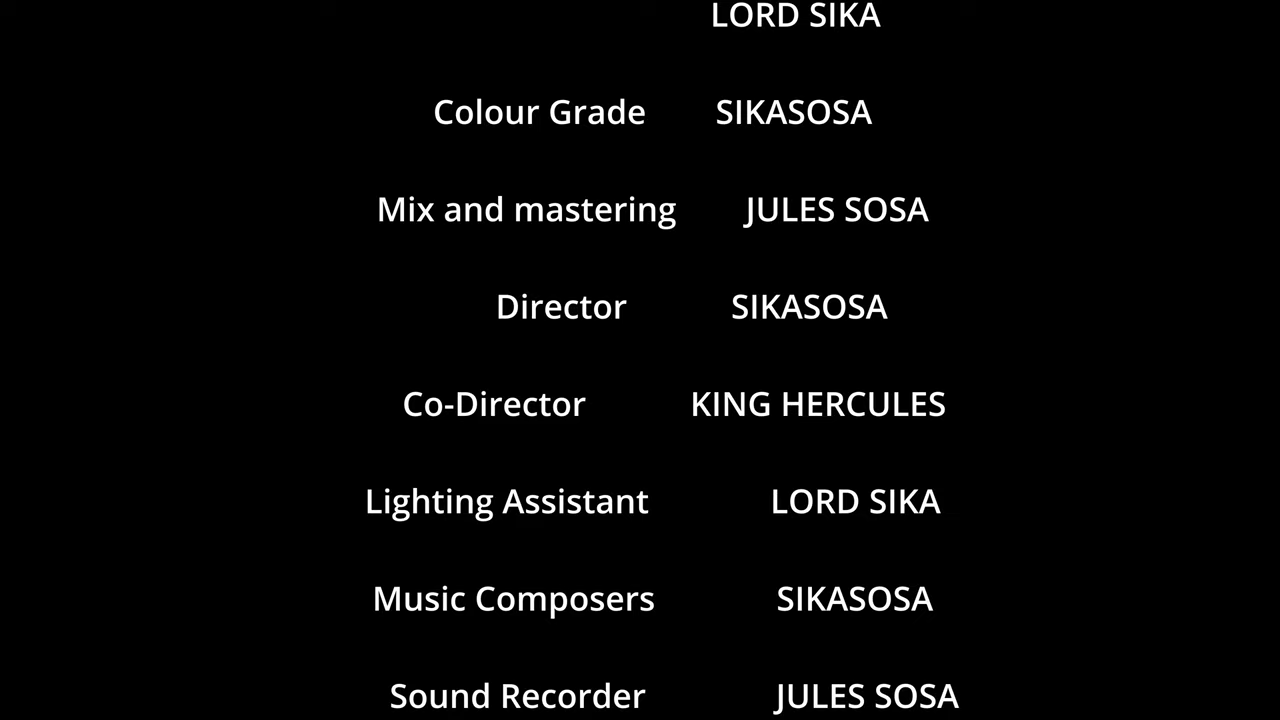 LORD SIKA
Colour Grade SIKASOSA
Mix and mastering JULES SOSA
Director SIKASOSA
Co-Director KING HERCULES
Lighting Assistant LORD SIKA
Music Composers SIKASOSA
Sound Recorder JULES SOSA